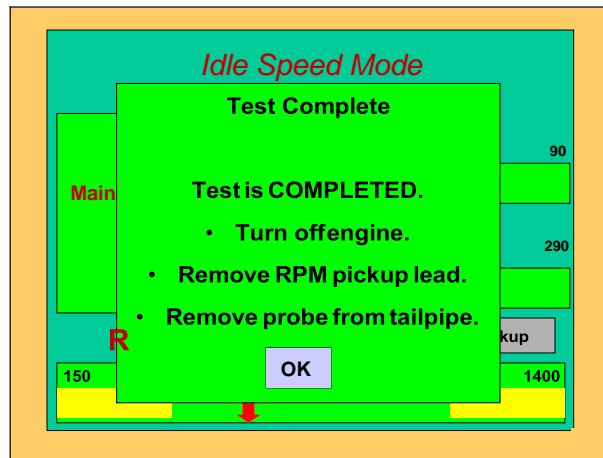 Idle Speed Mode
Test Complete
90
Test is COMPLETED.
Main
• Turn offengine.
290
• Remove RPM pickup lead.
• Remove probe from tailpipe.
R
kup
OK
150
1400